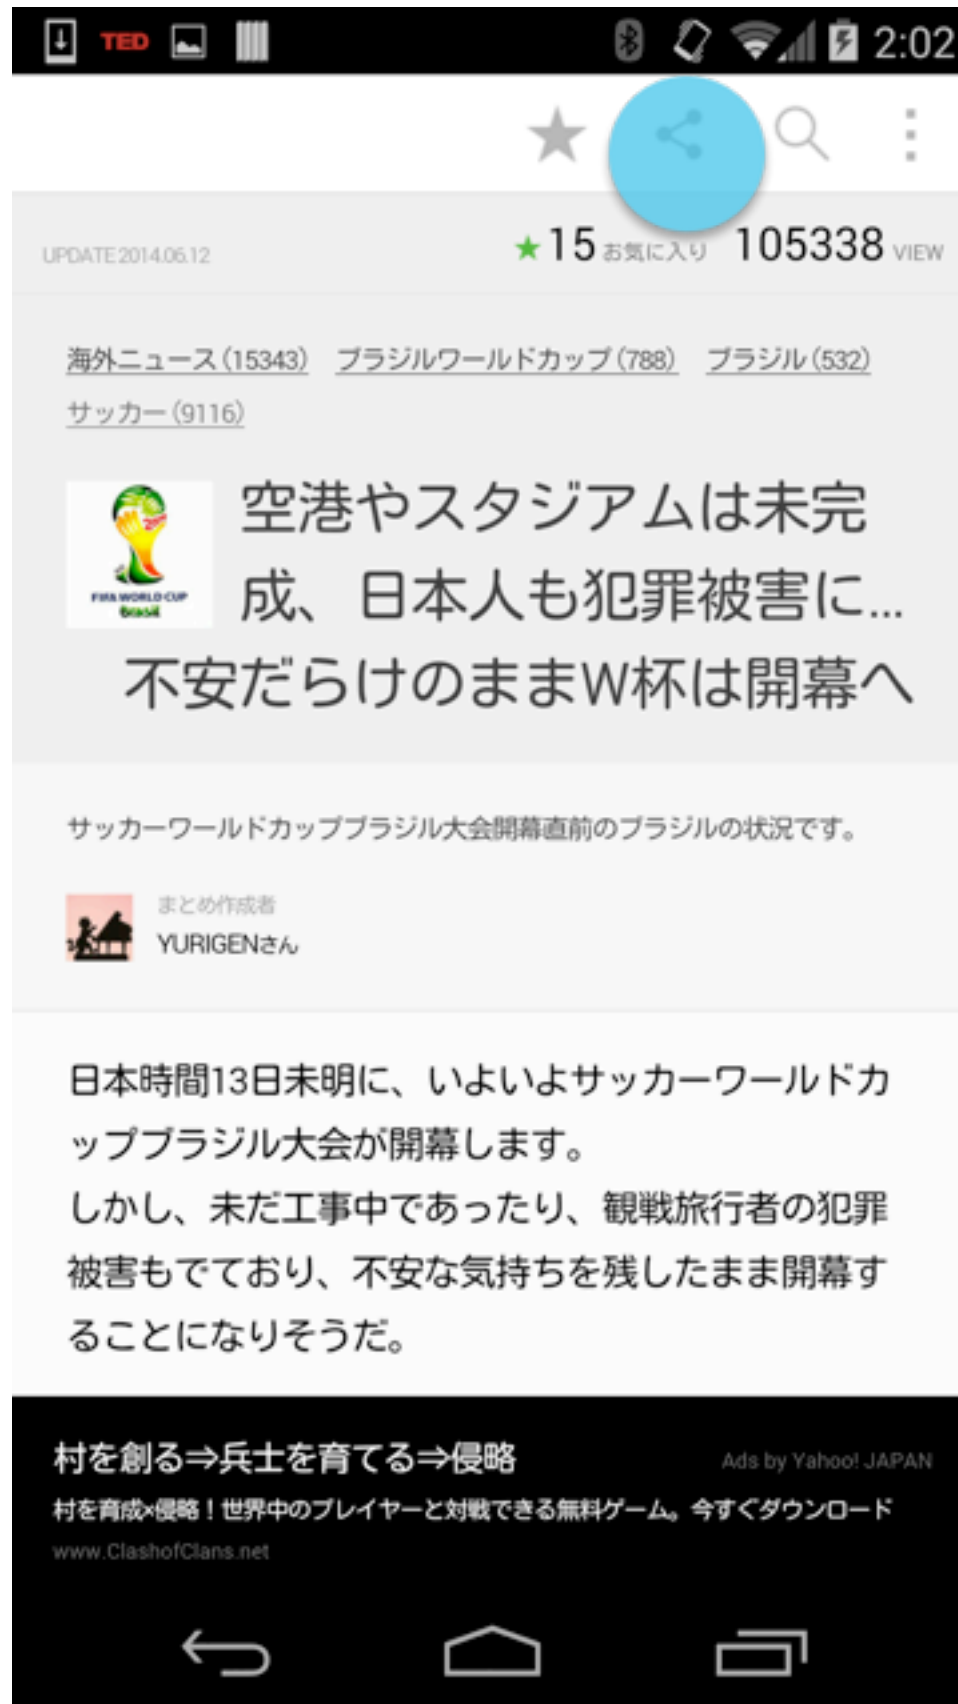 TED
2:02
UPDATE 2014.06.12
★15 お気に入り 105338 VIEW
海外ニュース(15343) ブラジルワールドカップ(788) ブラジル(532)
サッカー(9116)
空港やスタジアムは未完
成、日本人も犯罪被害に...
不安だらけのままW杯は開幕へ
FIFA WORLD CUP
Brasil
サッカーワールドカップブラジル大会開幕直前のブラジルの状況です。
まとめ作成者
YURIGENさん
日本時間13日未明に、いよいよサッカーワールドカ
ップブラジル大会が開幕します。
しかし、未だ工事中であったり、観戦旅行者の犯罪
被害もでており、不安な気持ちを残したまま開幕す
ることになりそうだ。
村を創る⇒兵士を育てる⇒侵略
Ads by Yahoo! JAPAN
村を育成×侵略！世界中のプレイヤーと対戦できる無料ゲーム。今すぐダウンロード
www.ClashofClans.net